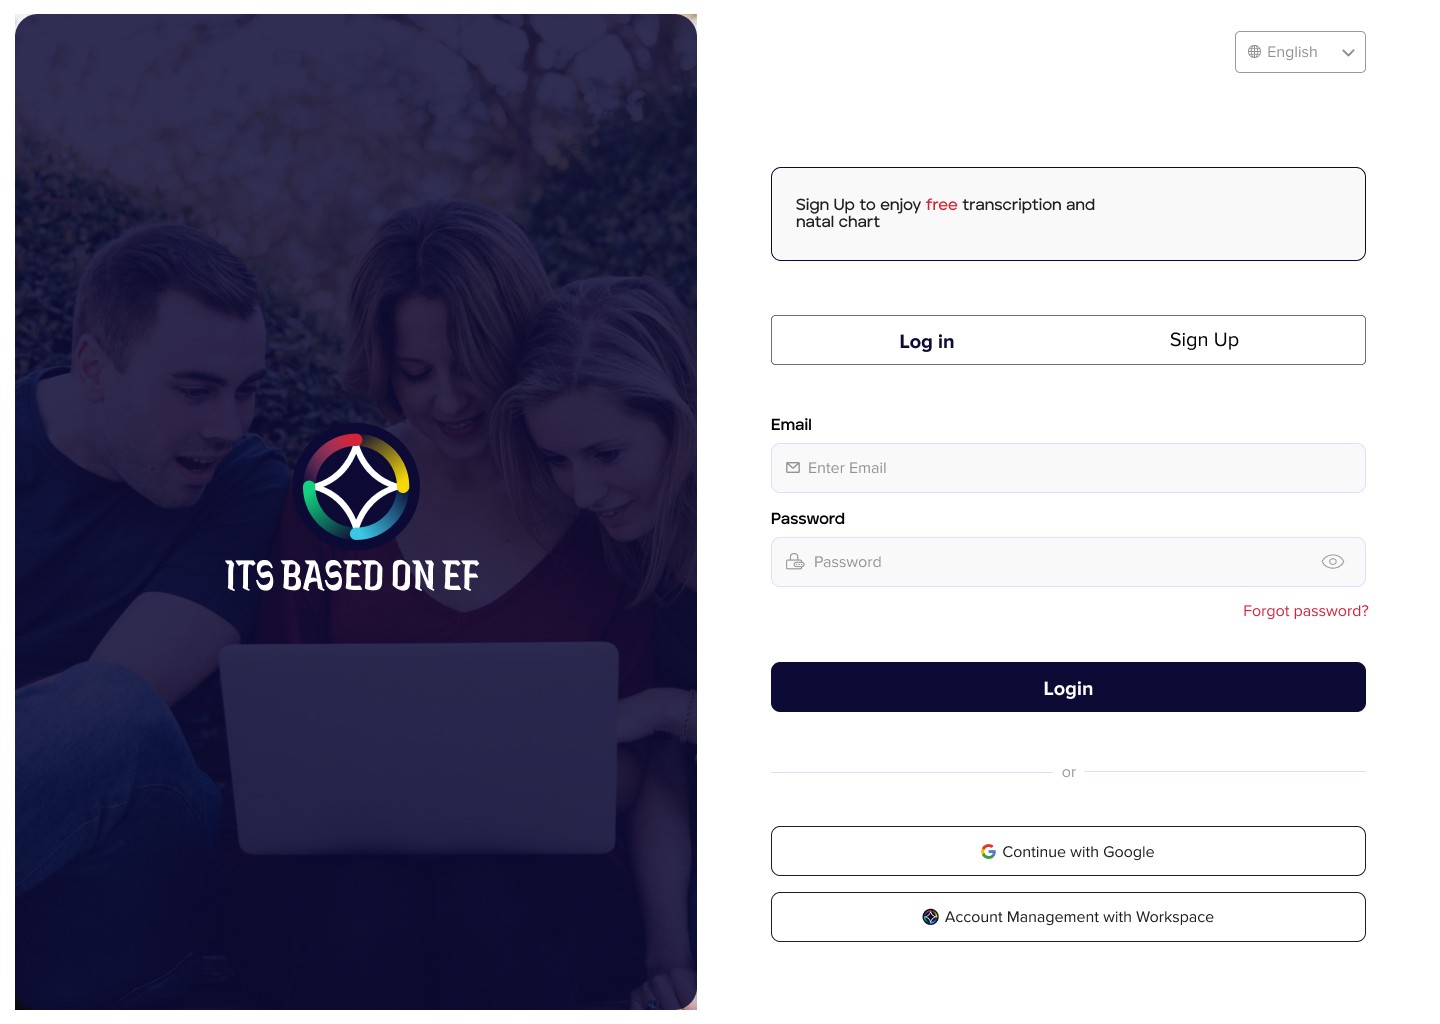 ITS BASED ON EF
English
Sign Up to enjoy free transcription and
natal chart
Log in
Sign Up
Email
Enter Email
Password
Password
Forgot password?
Login
or
Continue with Google
Account Management with Workspace